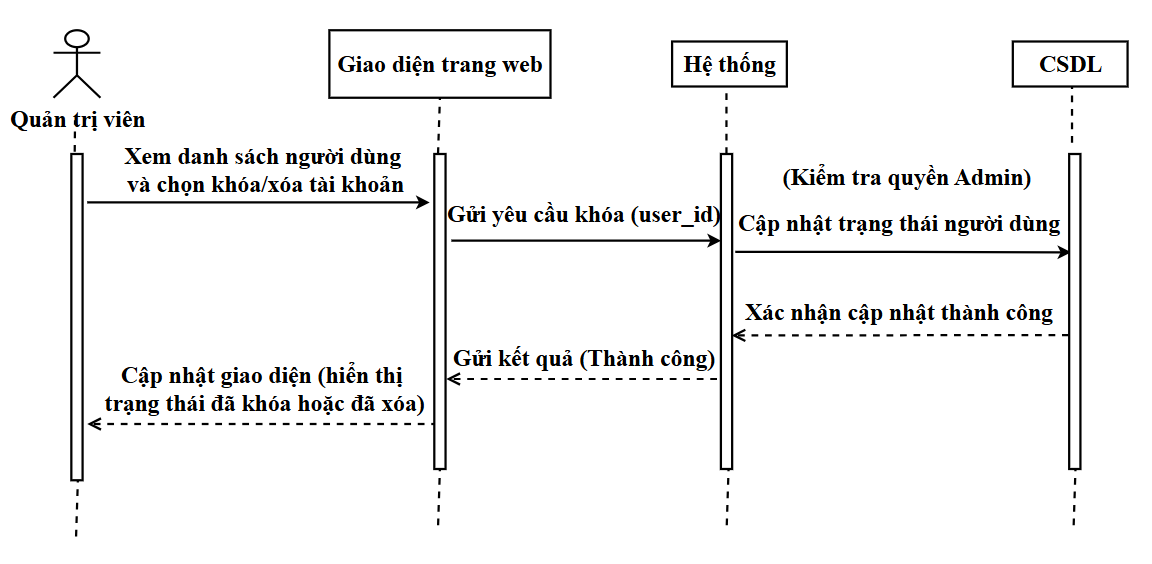 Giao diện trang web
Hệ thống
CSDL
Quản trị viên
Xem danh sách người dùng
và chọn khóa/xóa tài khoản
(Kiểm tra quyền Admin)
Gửi yêu cầu khóa (user_id)
Cập nhật trạng thái người dùng
Xác nhận cập nhật thành công
Gửi kết quả (Thành công)
Cập nhật giao diện (hiển thị
trạng thái đã khóa hoặc đã xóa)